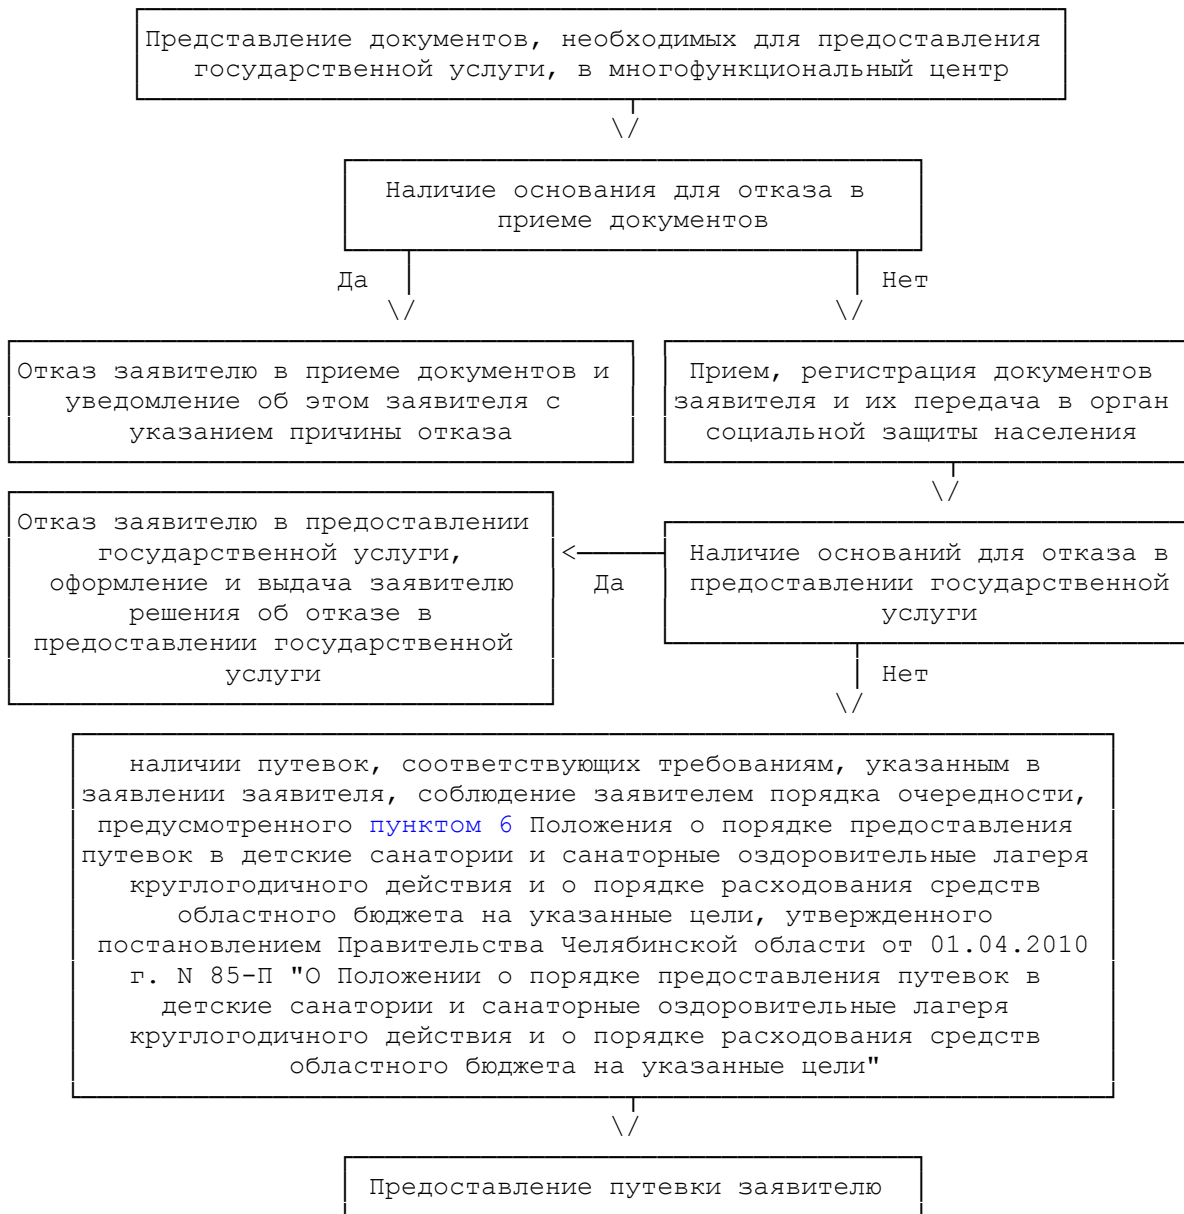 Представление документов, необходимых для предоставления
государственной услуги, в многофункциональный центр
\/
Наличие основания для отказа в
приеме документов
Да
Нет
\/
\/
Отказ заявителю в приеме документов и
уведомление об этом заявителя с
указанием причины отказа
Прием, регистрация документов
заявителя и их передача в орган
социальной защиты населения
\/
Отказ заявителю в предоставлении
государственной услуги,
оформление и выдача заявителю
решения об отказе в
предоставлении государственной
услуги
<
Да
Наличие оснований для отказа в
предоставлении государственной
услуги
Нет
\/
наличии путевок, соответствующих требованиям, указанным в
заявлении заявителя, соблюдение заявителем порядка очередности,
предусмотренного пунктом 6 Положения о порядке предоставления
путевок в детские санатории и санаторные оздоровительные лагеря
круглогодичного действия и о порядке расходования средств
областного бюджета на указанные цели, утвержденного
постановлением Правительства Челябинской области от 01.04.2010
г. N 85-П "О Положении о порядке предоставления путевок в
детские санатории и санаторные оздоровительные лагеря
круглогодичного действия и о порядке расходования средств
областного бюджета на указанные цели"
\/
Предоставление путевки заявителю